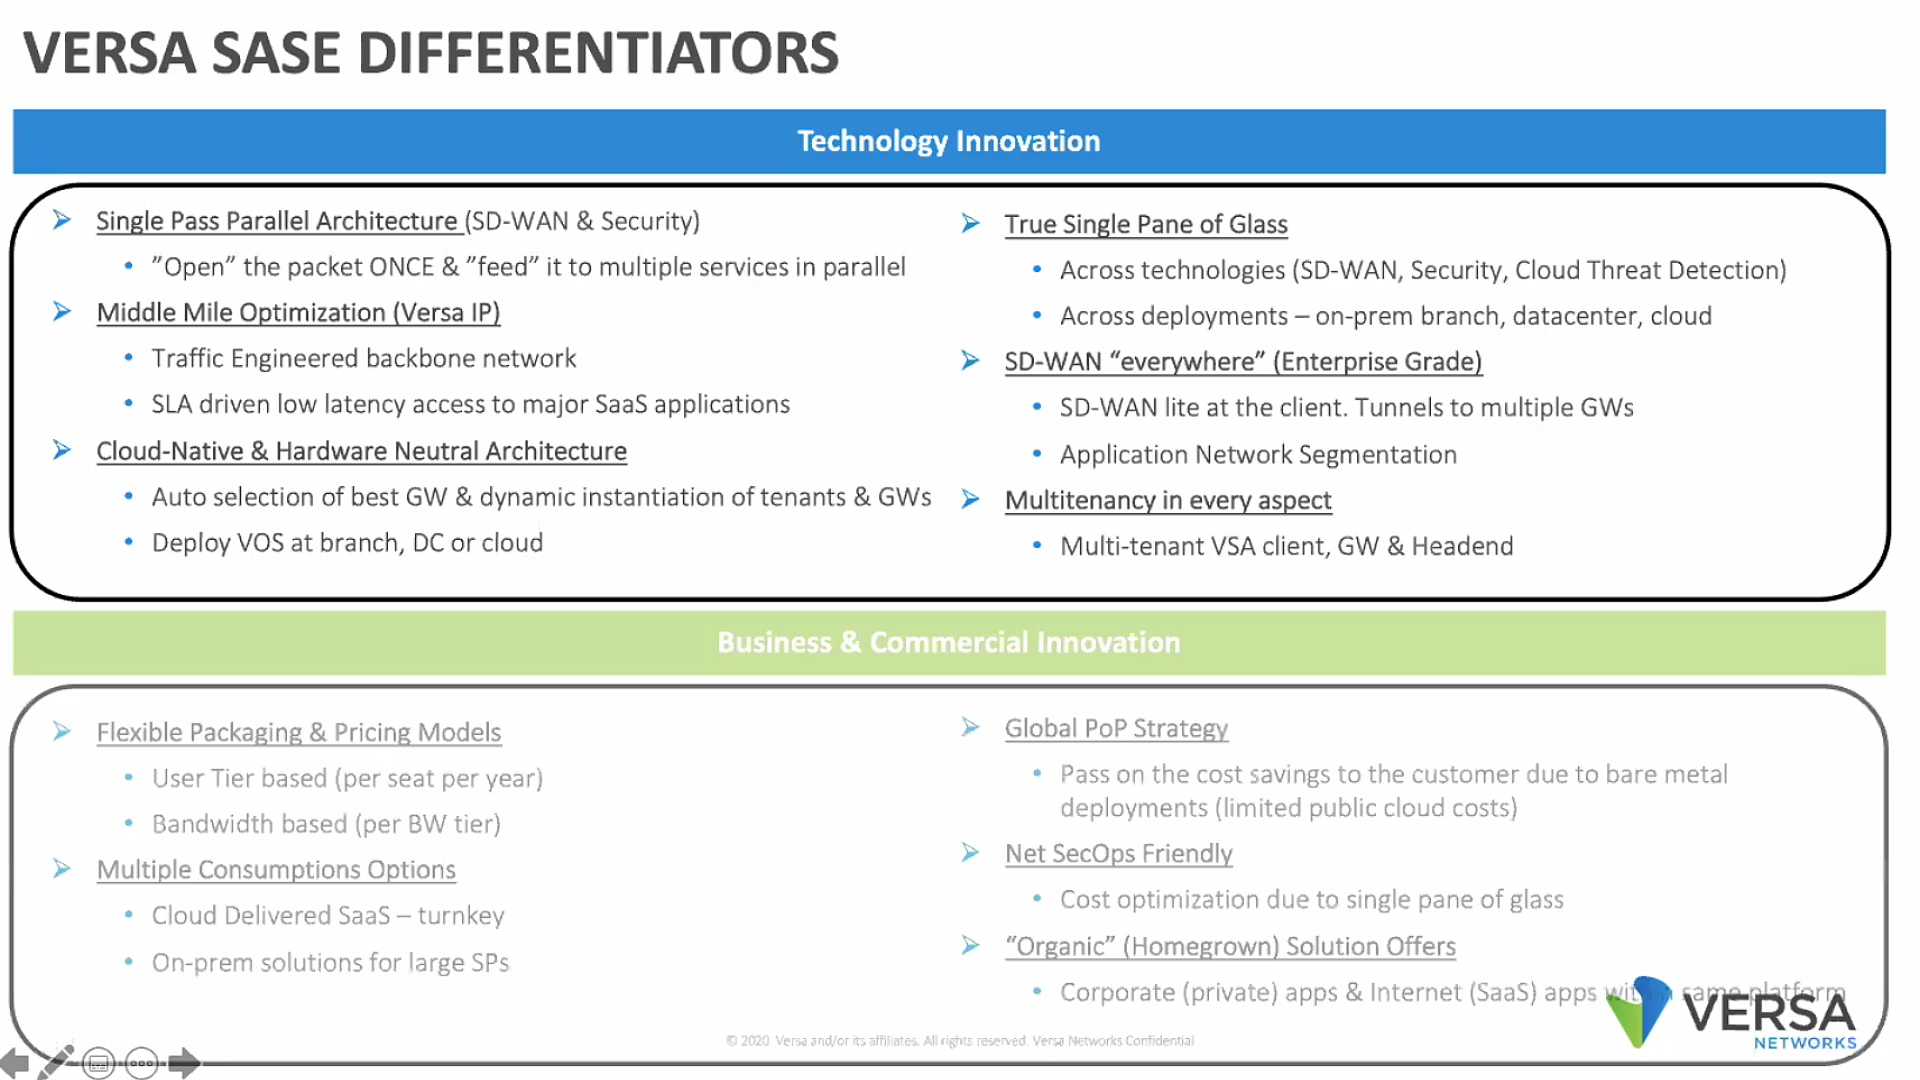 VERSA SASE DIFFERENTIATORS
Technology Innovation
Single Pass Parallel Architecture (SD-WAN & Security)
”Open” the packet ONCE & ”feed” it to multiple services in parallel
Middle Mile Optimization (Versa IP)
Traffic Engineered backbone network
SLA driven low latency access to major SaaS applications
Cloud-Native & Hardware Neutral Architecture
Auto selection of best GW & dynamic instantiation of tenants & GWs
Deploy VOS at branch, DC or cloud
True Single Pane of Glass
Across technologies (SD-WAN, Security, Cloud Threat Detection)
Across deployments – on-prem branch, datacenter, cloud
SD-WAN “everywhere” (Enterprise Grade)
SD-WAN lite at the client. Tunnels to multiple GWs
Application Network Segmentation
Multitenancy in every aspect
Multi-tenant VSA client, GW & Headend
Business & Commercial Innovation
Flexible Packaging & Pricing Models
User Tier based (per seat per year)
Bandwidth based (per BW tier)
Multiple Consumptions Options
Cloud Delivered SaaS – turnkey
On-prem solutions for large SPs
Global PoP Strategy
Pass on the cost savings to the customer due to bare metal
deployments (limited public cloud costs)
Net SecOps Friendly
Cost optimization due to single pane of glass
“Organic” (Homegrown) Solution Offers
Corporate (private) apps & Internet (SaaS) apps same platform
VERSA
NETWORKS
© 2020 Versa and/or its affiliates. All rights reserved. Versa Networks Confidential